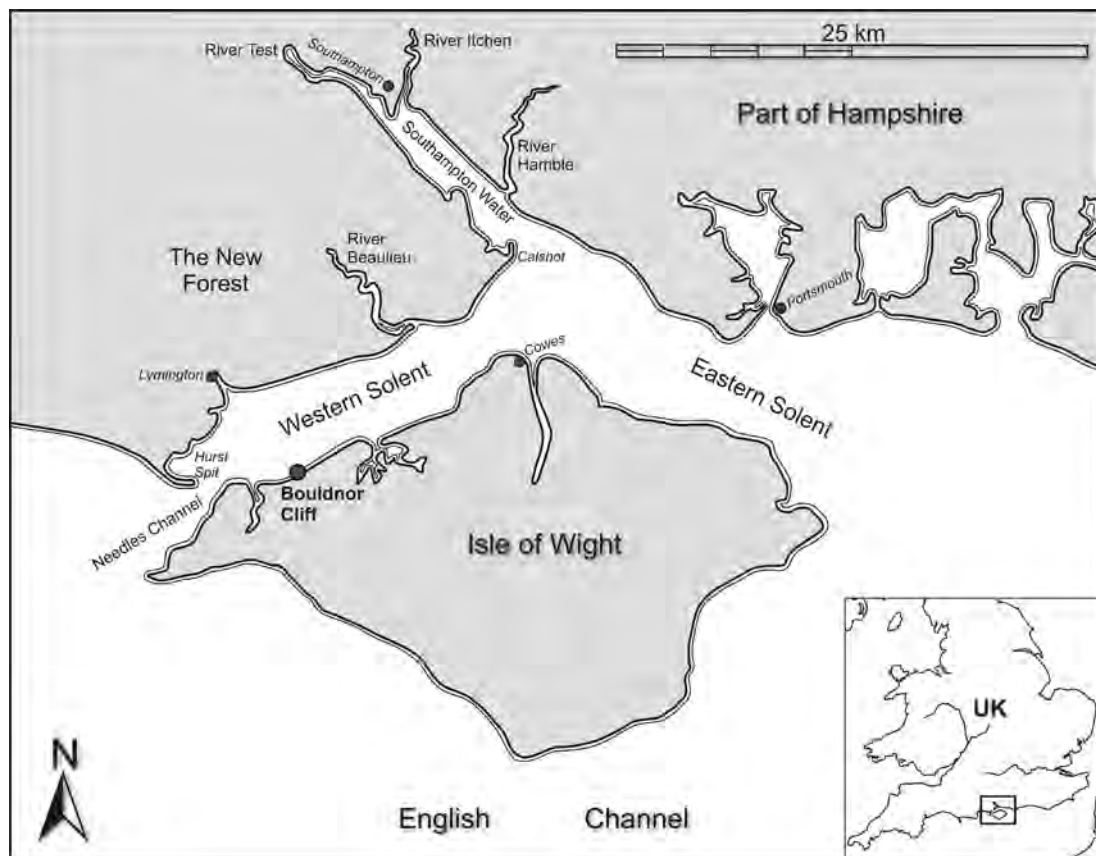 River Test
Southampton
River Itchen
25 km
Part of Hampshire
Southampton Water
River
Hamble
River
Beaulieu
Calshot
The New
Forest
Portsmouth
Cowes
Lymington
Western Solent
Eastern Solent
Hurst
Spit
Bouldnor
Cliff
Needles Channel
Isle of Wight
UK
N
English Channel